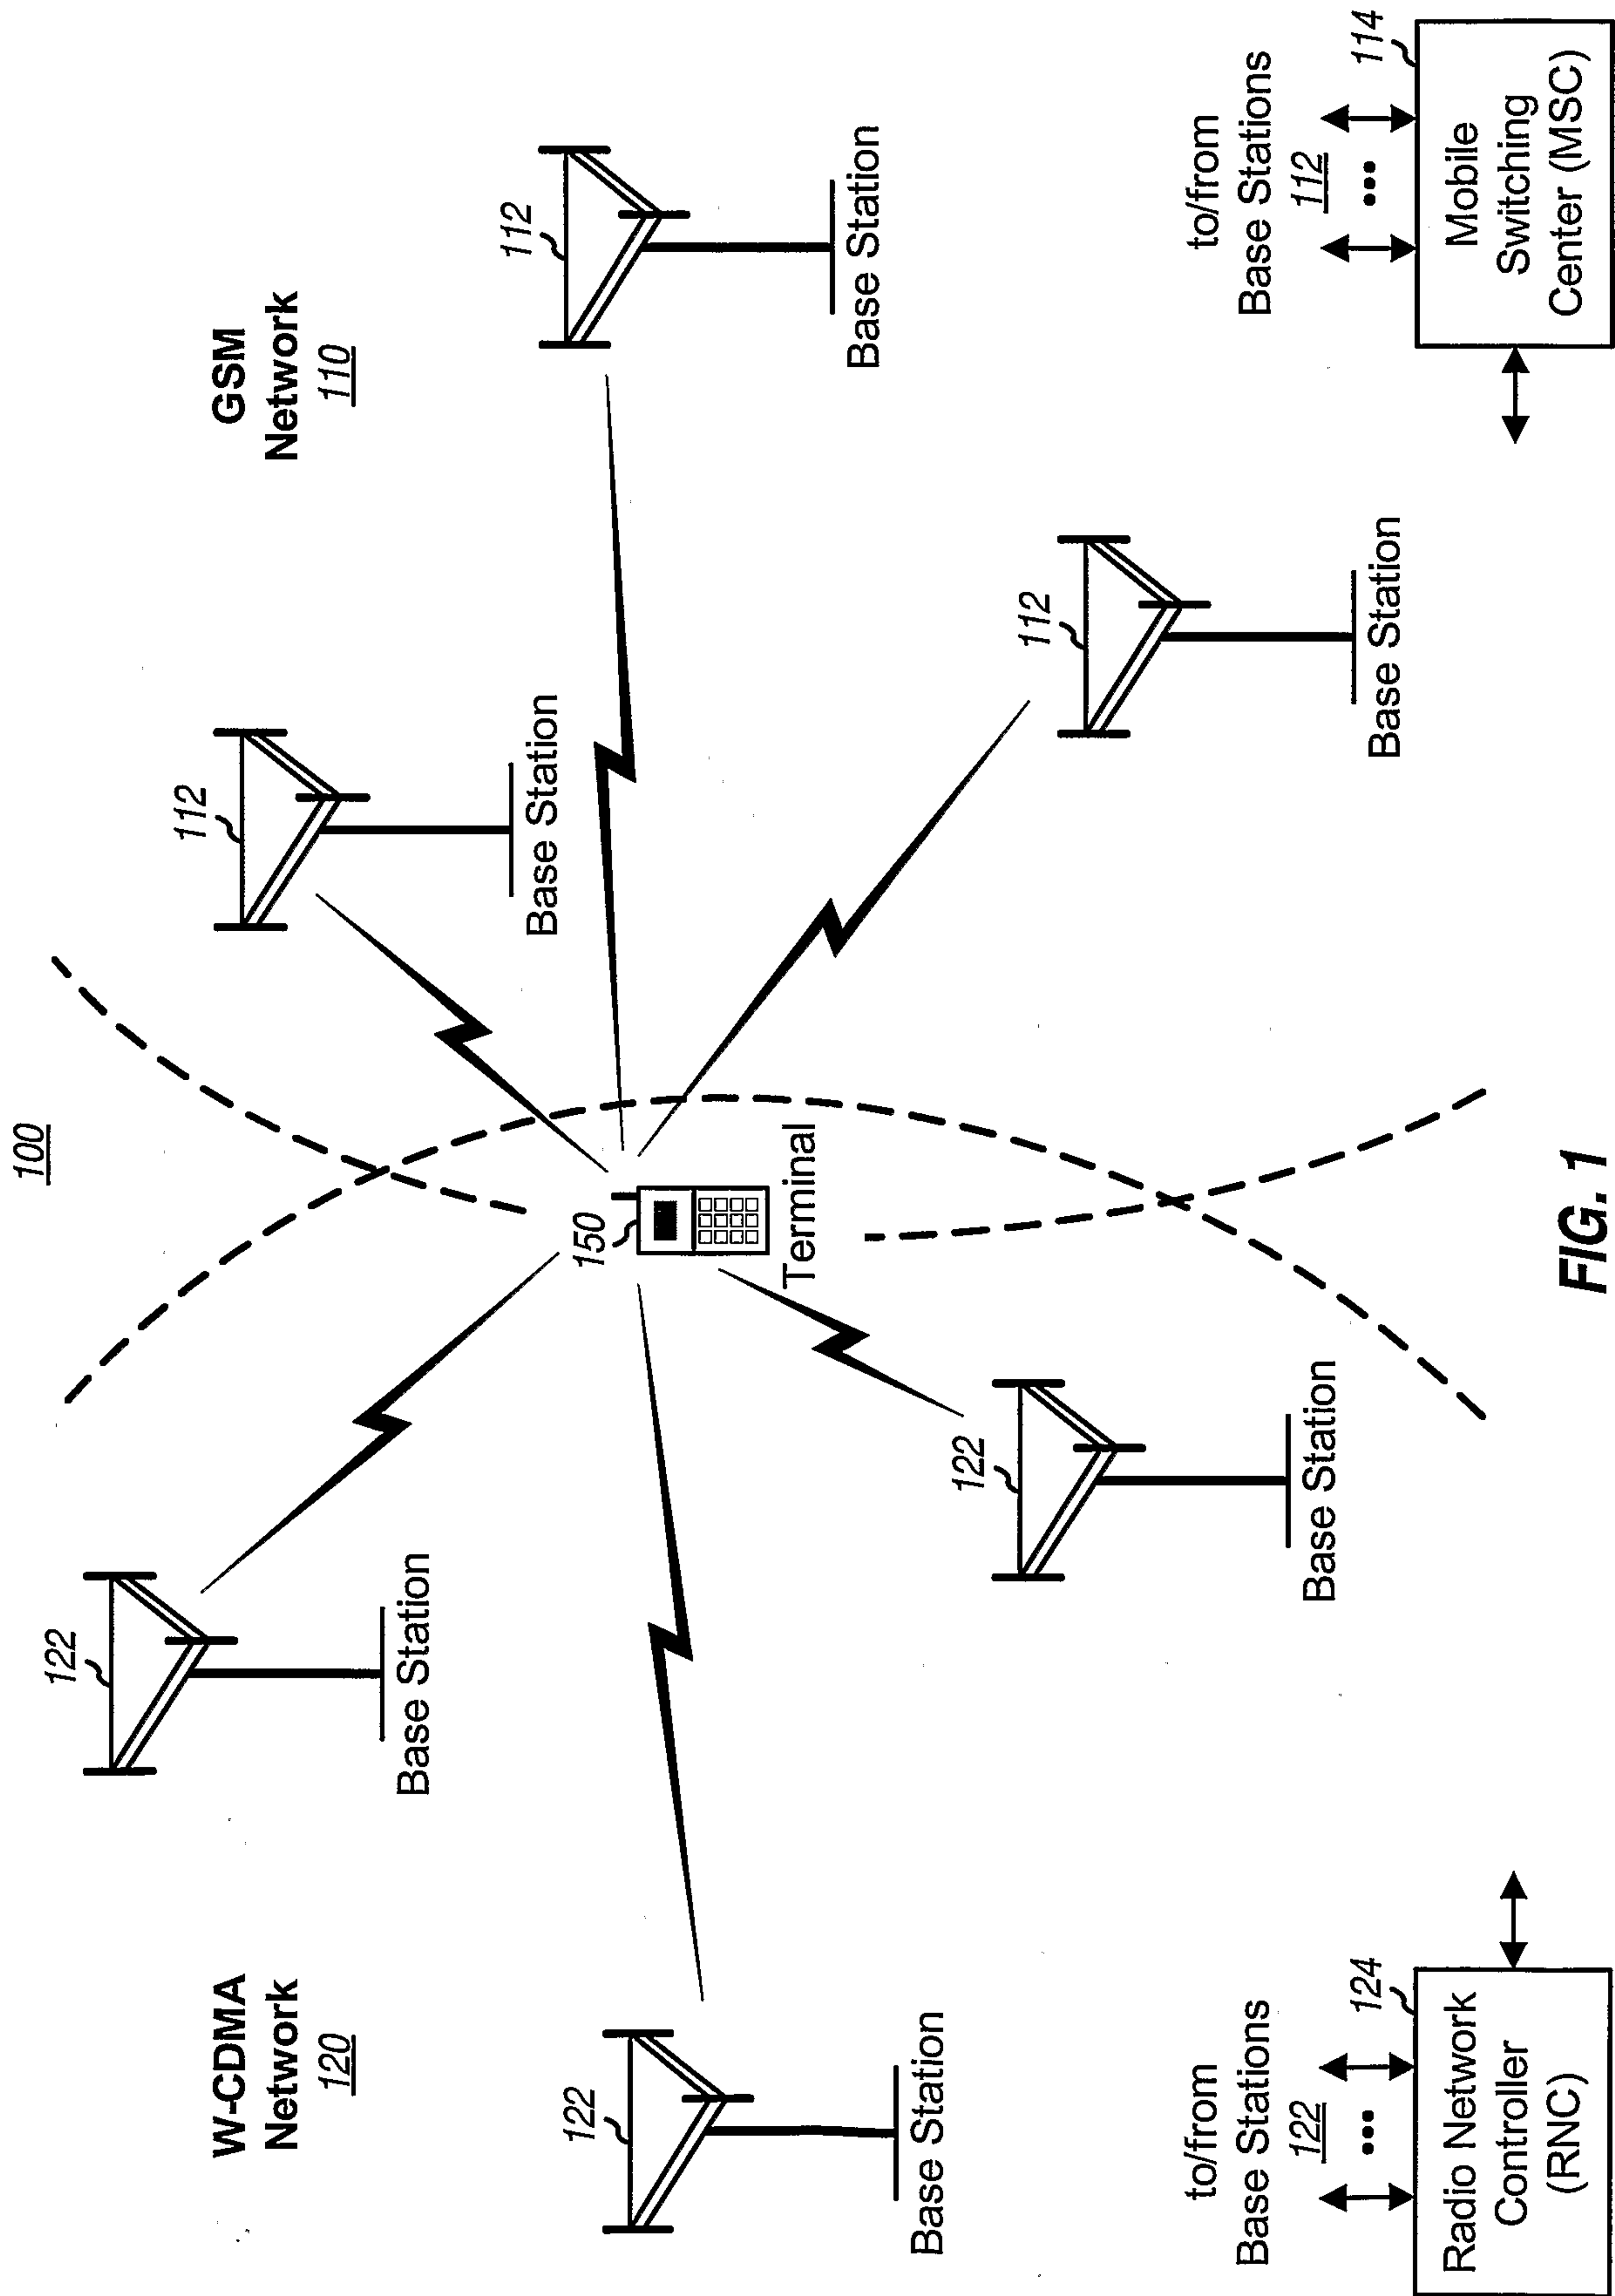 100
W-CDMA
Network
120
GSM
Network
110
122
Base Station
122
Base Station
122
Base Station
150
Terminal
112
Base Station
112
Base Station
112
Base Station
to/from
Base Stations
122
•••
124
Radio Network
Controller
(RNC)
to/from
Base Stations
112
•••
114
Mobile
Switching
Center (MSC)
FIG. 1